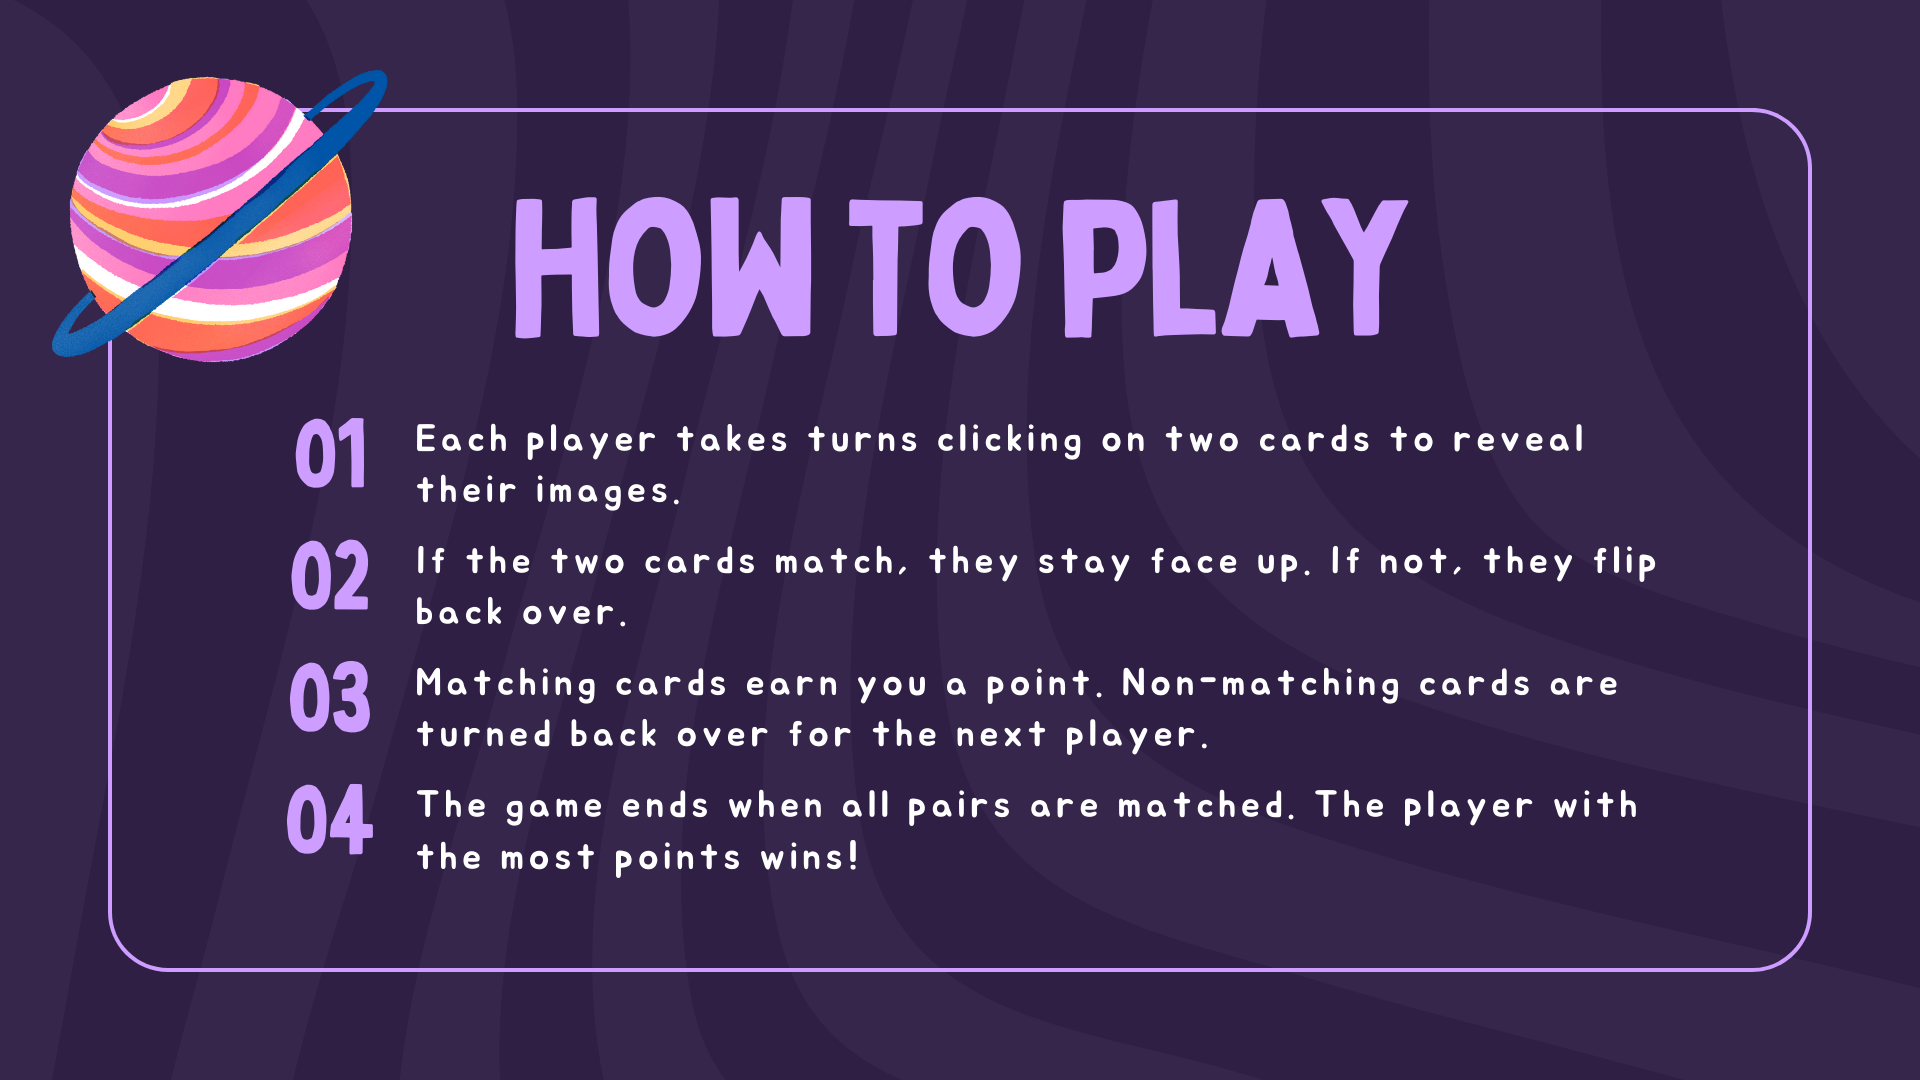 HOW TO PLAY
01 Each player takes turns clicking on two cards to reveal
their images.
02 If the two cards match, they stay face up. If not, they flip
back over.
03 Matching cards earn you a point. Non-matching cards are
turned back over for the next player.
04 The game ends when all pairs are matched. The player with
the most points wins!